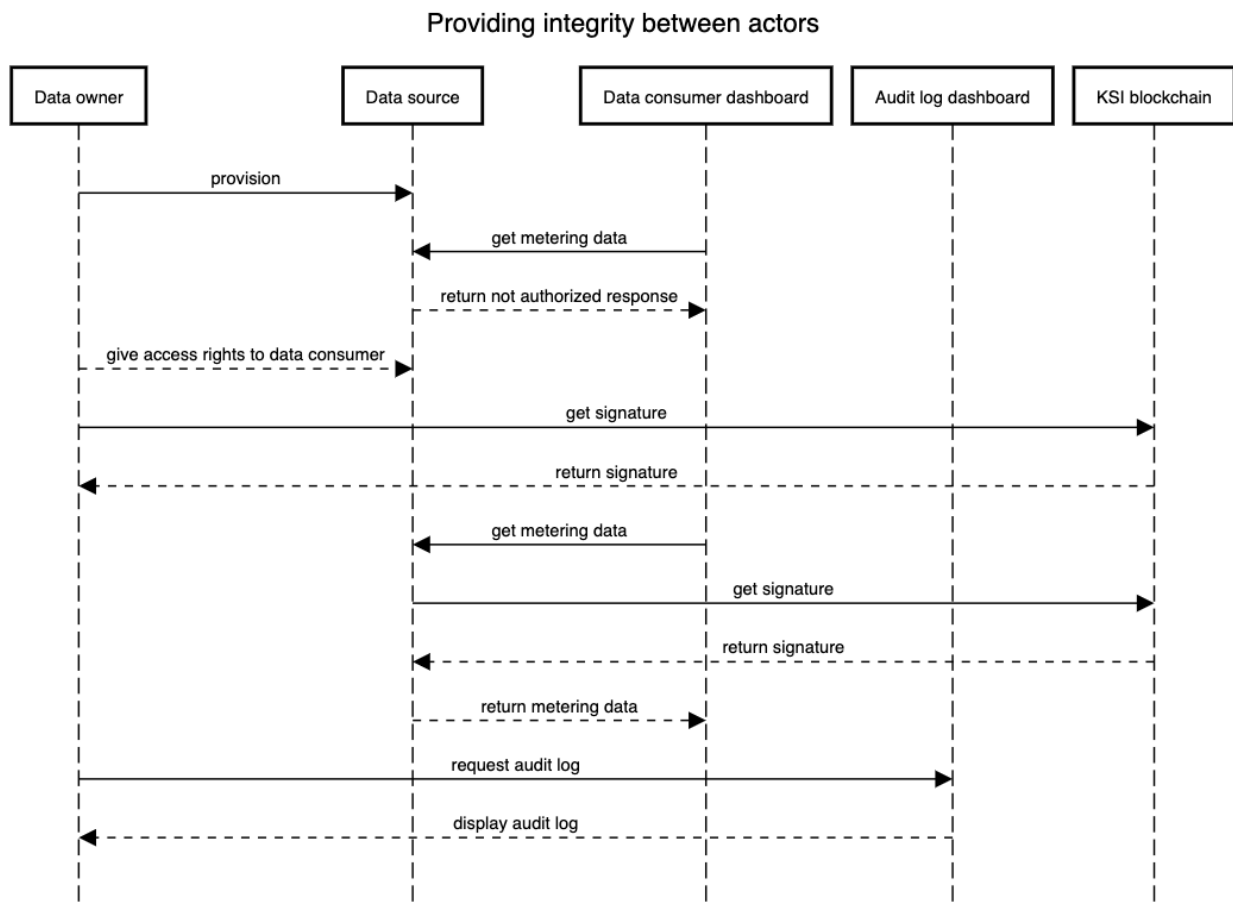 Providing integrity between actors
Data owner
Data source
Data consumer dashboard
Audit log dashboard
KSI blockchain
provision
get metering data
return not authorized response
give access rights to data consumer
get signature
return signature
get metering data
get signature
return signature
return metering data
request audit log
display audit log